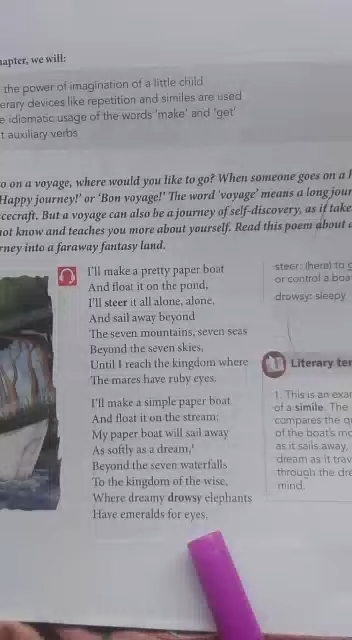 hapter, we will:
the power of imagination of a little child
erary devices like repetition and similes are used
e idiomatic usage of the words 'make' and 'get'
t auxiliary verbs
o on a voyage, where would you like to go? When someone goes on a l
Happy journey!' or 'Bon voyage!' The word 'voyage' means a long jour
cecraft. But a voyage can also be a journey of self-discovery, as it take
not know and teaches you more about yourself. Read this poem about a
rney into a faraway fantasy land.
I'll make a pretty paper boat
And float it on the pond,
I'll steer it all alone, alone,
And sail away beyond
The seven mountains, seven seas
Beyond the seven skies,
Until I reach the kingdom where
The mares have ruby eyes.
I'll make a simple paper boat
And float it on the stream;
My paper boat will sail away
As softly as a dream,¹
Beyond the seven waterfalls
To the kingdom of the wise,
Where dreamy drowsy elephants
Have emeralds for eyes.
steer: (here) to g
or control a boa
drowsy: sleepy
Literary ter
1. This is an exa
of a simile. The
compares the qu
of the boat's mo
as it sails away,
dream as it trav
through the dre
mind.